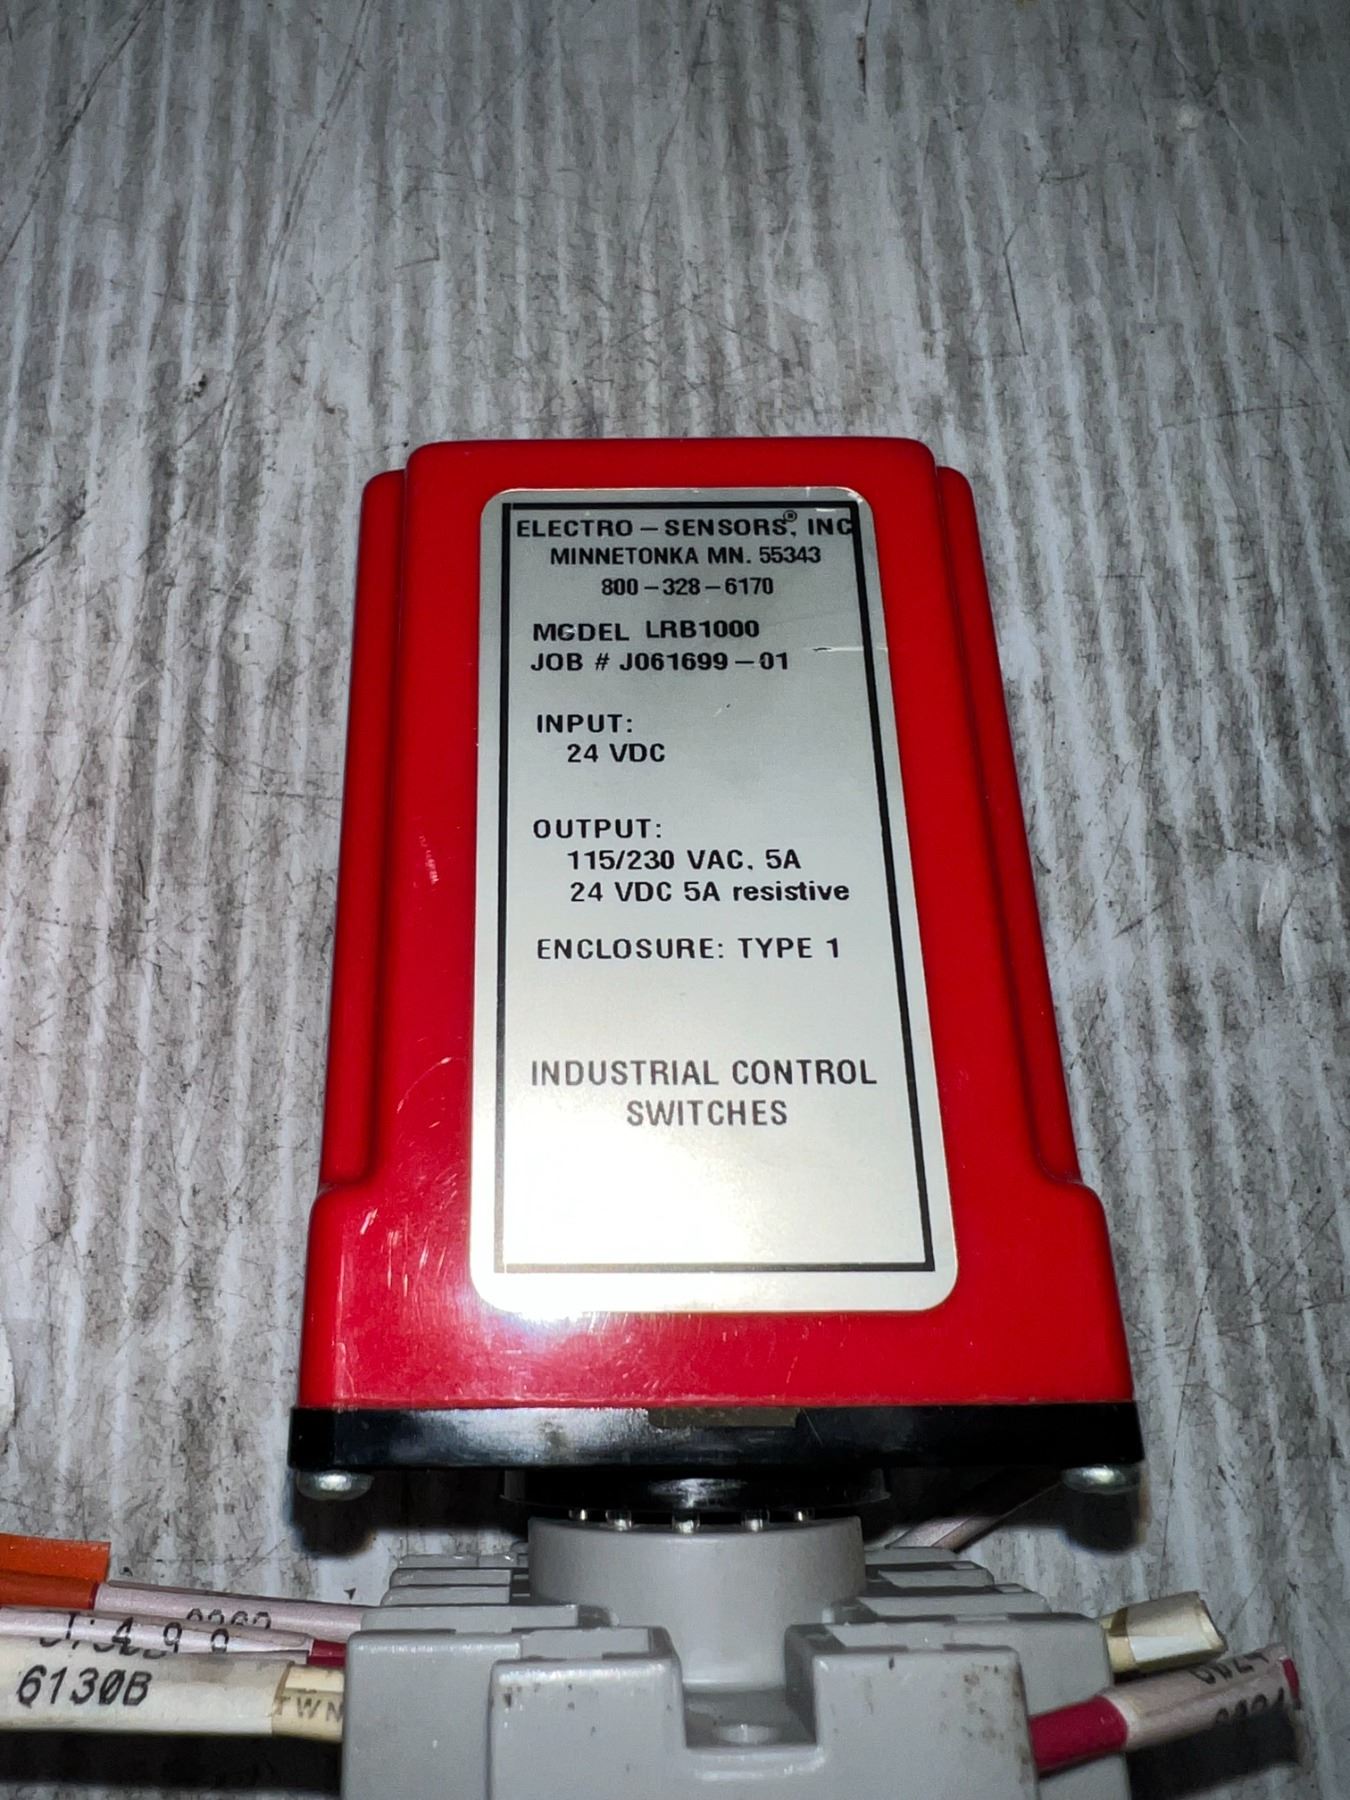 ELECTRO – SENSORS®, INC
MINNETONKA MN. 55343
800 – 328 – 6170
MODEL LRB1000
JOB # J061699 – 01
INPUT:
24 VDC
OUTPUT:
115/230 VAC, 5A
24 VDC 5A resistive
ENCLOSURE: TYPE 1
INDUSTRIAL CONTROL
SWITCHES
6130B
TWN